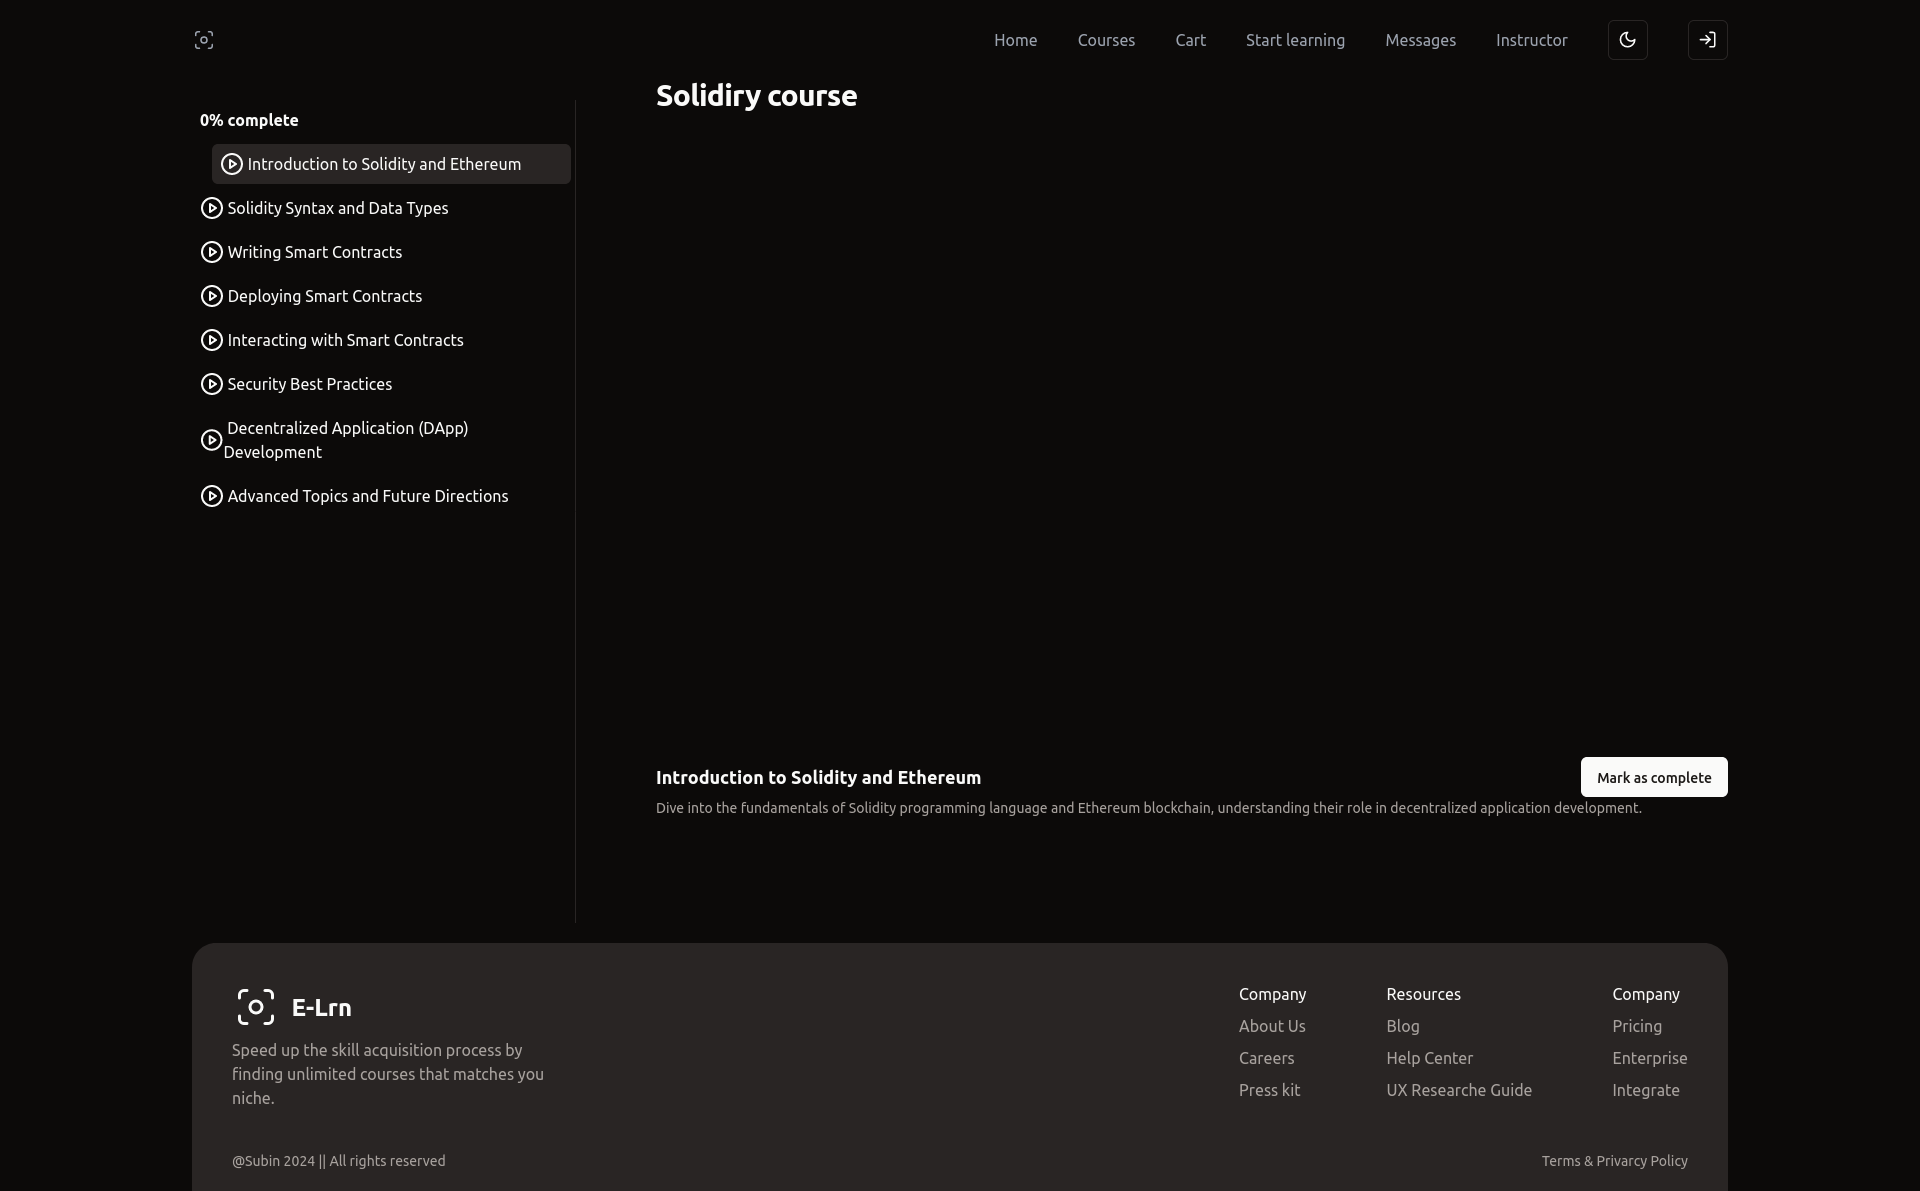 Home Courses Cart Start learning Messages Instructor
Solidiry course
0% complete
Introduction to Solidity and Ethereum
Solidity Syntax and Data Types
Writing Smart Contracts
Deploying Smart Contracts
Interacting with Smart Contracts
Security Best Practices
Decentralized Application (DApp)
Development
Advanced Topics and Future Directions
Introduction to Solidity and Ethereum
Mark as complete
Dive into the fundamentals of Solidity programming language and Ethereum blockchain, understanding their role in decentralized application development.
E-Lrn
Speed up the skill acquisition process by
finding unlimited courses that matches you
niche.
Company
About Us
Careers
Press kit
Resources
Blog
Help Center
UX Researche Guide
Company
Pricing
Enterprise
Integrate
@Subin 2024 || All rights reserved
Terms & Privarcy Policy